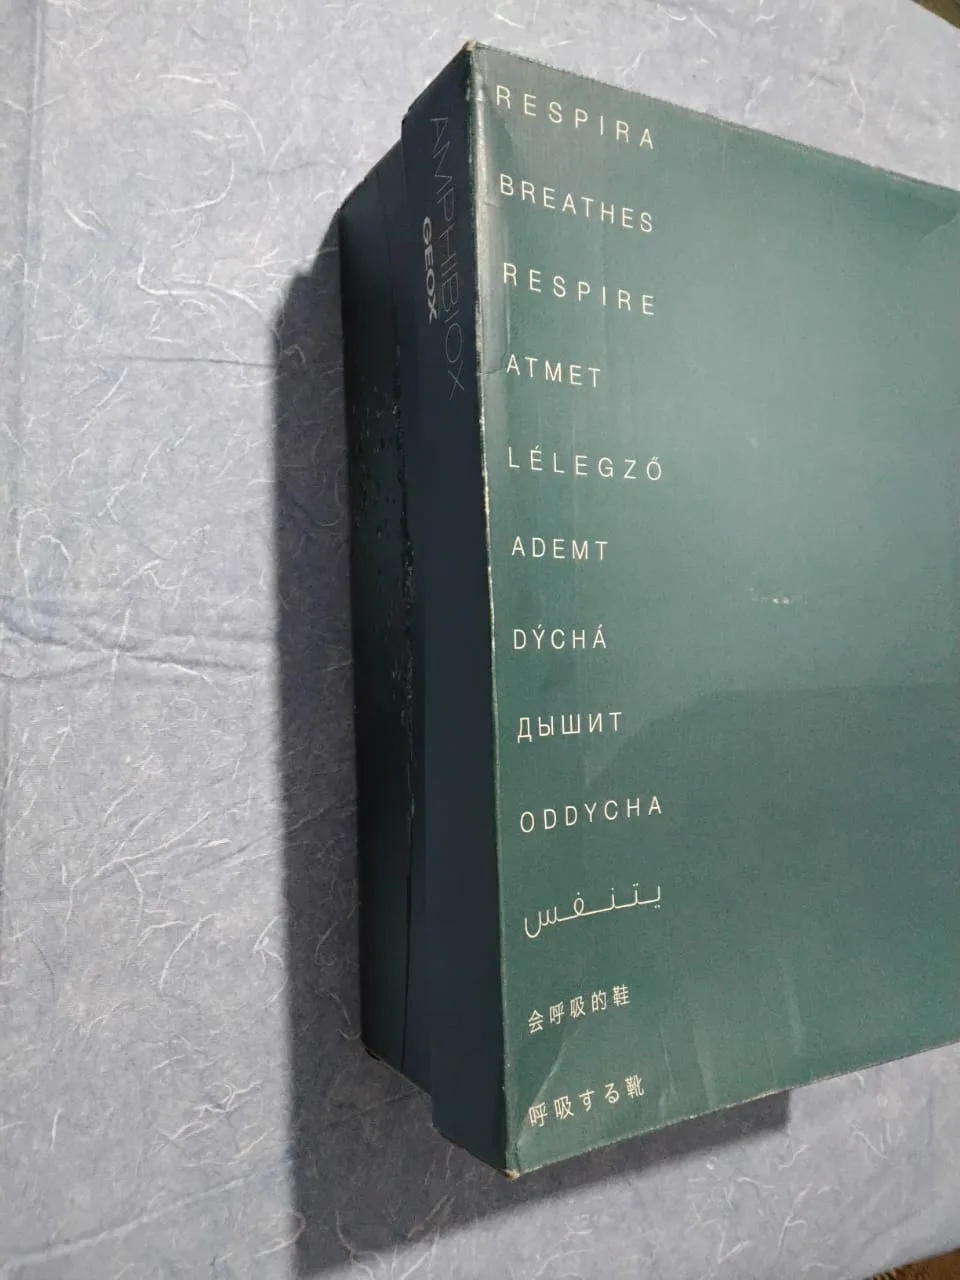 AMPHIBIOX
GEOX
RESPIRA
BREATHES
RESPIRE
ATMET
LÉLEGZŐ
ADEMT
DÝCHÁ
ДЫШИТ
ODDYCHA
يتنفس
会呼吸的鞋
呼吸する靴